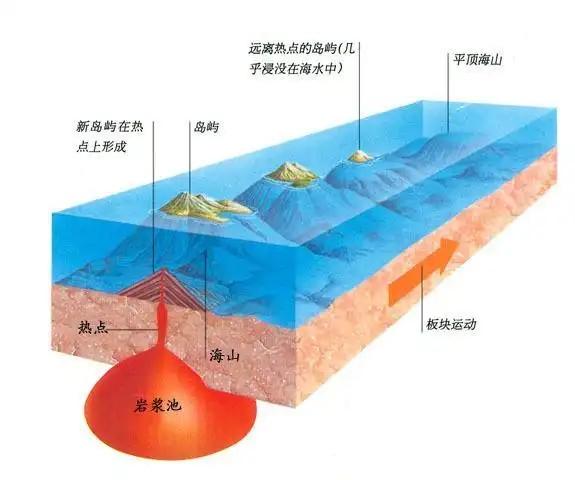 远离热点的岛屿(几
乎浸没在海水中)
平顶海山
新岛屿在热
点上形成
岛屿
板块运动
热点
海山
岩浆池